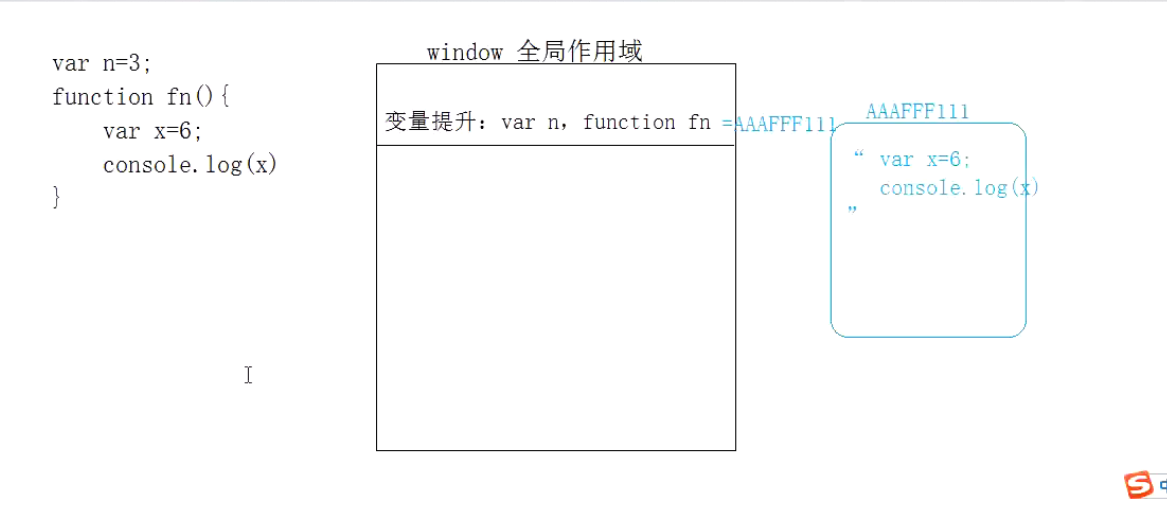 var n=3;
function fn(){
var x=6;
console.log(x)
}
window 全局作用域
变量提升: var n, function fn =AAAFFF111
AAAFFF111
“ var x=6;
console.log(x)
”